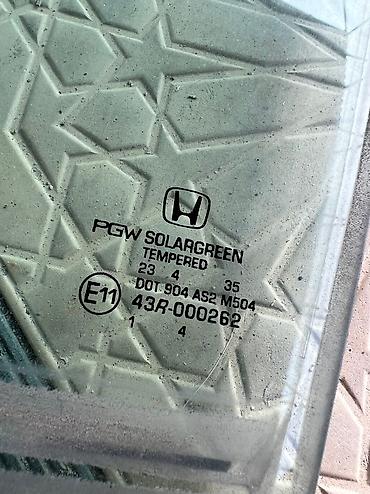 PGW SOLARGREEN
TEMPERED
23 4 35
DOT 904 AS2 M504
E11 43R-000262
1 4